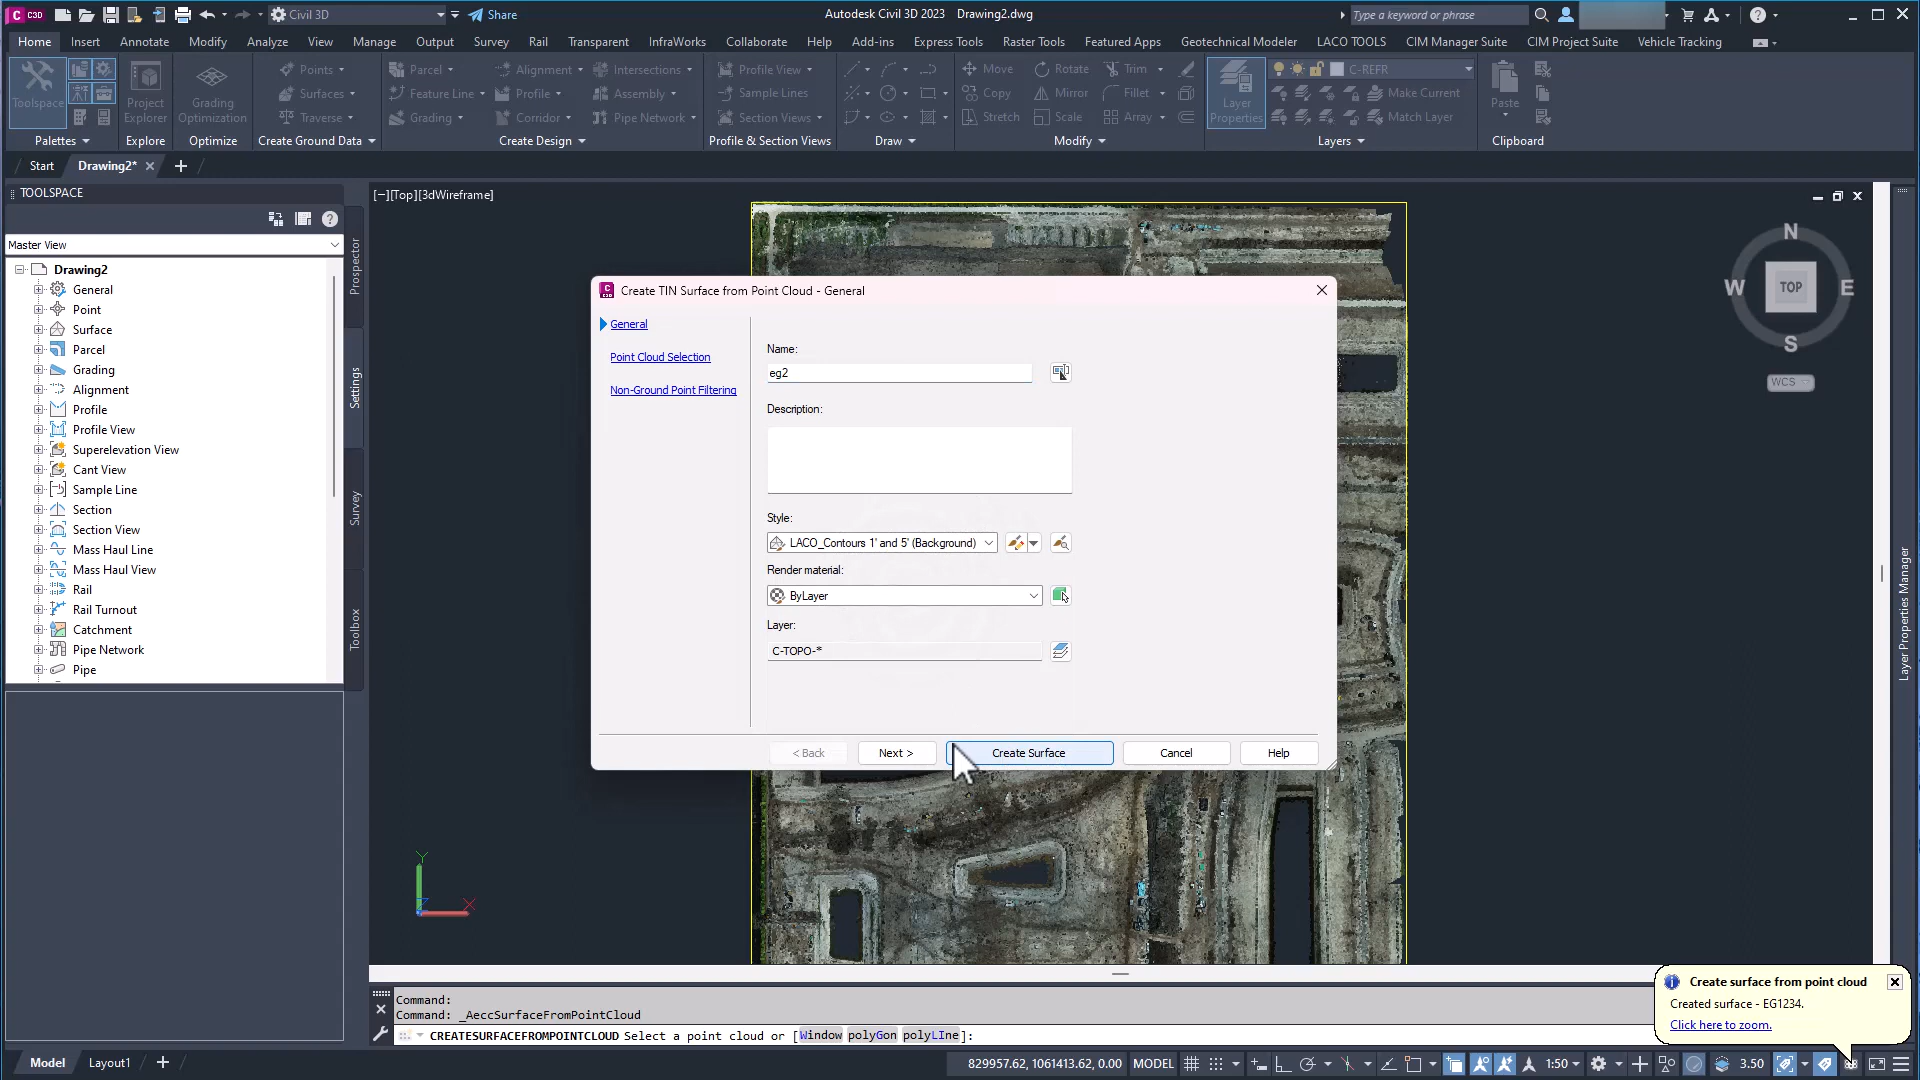 C3D
Civil 3D
Share
Autodesk Civil 3D 2023 Drawing2.dwg
Type a keyword or phrase
Home Insert Annotate Modify Analyze View Manage Output Survey Rail Transparent InfraWorks Collaborate Help Add-ins Express Tools Raster Tools Featured Apps Geotechnical Modeler LACO TOOLS CIM Manager Suite CIM Project Suite Vehicle Tracking
Toolspace
Palettes
Project
Explorer
Explore
Grading
Optimization
Optimize
Points
Surfaces
Traverse
Create Ground Data
Parcel
Feature Line
Grading
Alignment
Profile
Corridor
Intersections
Assembly
Pipe Network
Create Design
Profile View
Sample Lines
Section Views
Profile & Section Views
Draw
Move
Copy
Stretch
Rotate
Mirror
Scale
Trim
Fillet
Array
Modify
Layer
Properties
C-REFR
Make Current
Match Layer
Layers
Paste
Clipboard
Start
Drawing2*
TOOLSPACE
Master View
Drawing2
General
Point
Surface
Parcel
Grading
Alignment
Profile
Profile View
Superelevation View
Cant View
Sample Line
Section
Section View
Mass Haul Line
Mass Haul View
Rail
Rail Turnout
Catchment
Pipe Network
Pipe
Prospector
Settings
Survey
Toolbox
[−][Top][3dWireframe]
N
W
TOP
E
S
WCS
Layer Properties Manager
Create TIN Surface from Point Cloud - General
General
Point Cloud Selection
Non-Ground Point Filtering
Name:
eg2
Description:
Style:
LACO_Contours 1' and 5' (Background)
Render material:
ByLayer
Layer:
C-TOPO-*
< Back
Next >
Create Surface
Cancel
Help
Y
Z
X
Command:
Command: _AeccSurfaceFromPointCloud
CREATESURFACEFROMPOINTCLOUD Select a point cloud or [Window polyGon polyLIne]:
Create surface from point cloud
Created surface - EG1234.
Click here to zoom.
Model
Layout1
829957.62, 1061413.62, 0.00
MODEL
1:50
3.50